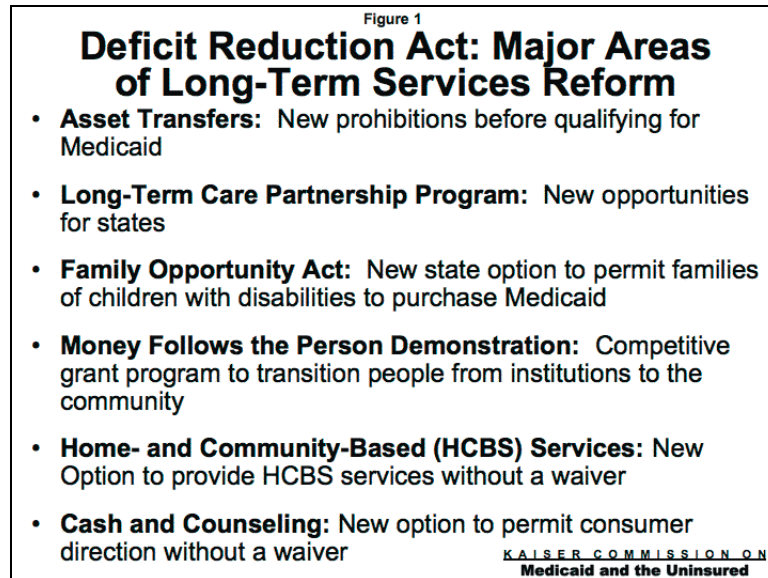 Figure 1
Deficit Reduction Act: Major Areas
of Long-Term Services Reform
• Asset Transfers: New prohibitions before qualifying for
Medicaid
• Long-Term Care Partnership Program: New opportunities
for states
• Family Opportunity Act: New state option to permit families
of children with disabilities to purchase Medicaid
• Money Follows the Person Demonstration: Competitive
grant program to transition people from institutions to the
community
• Home- and Community-Based (HCBS) Services: New
Option to provide HCBS services without a waiver
• Cash and Counseling: New option to permit consumer
direction without a waiver
KAISER COMMISSION ON
Medicaid and the Uninsured